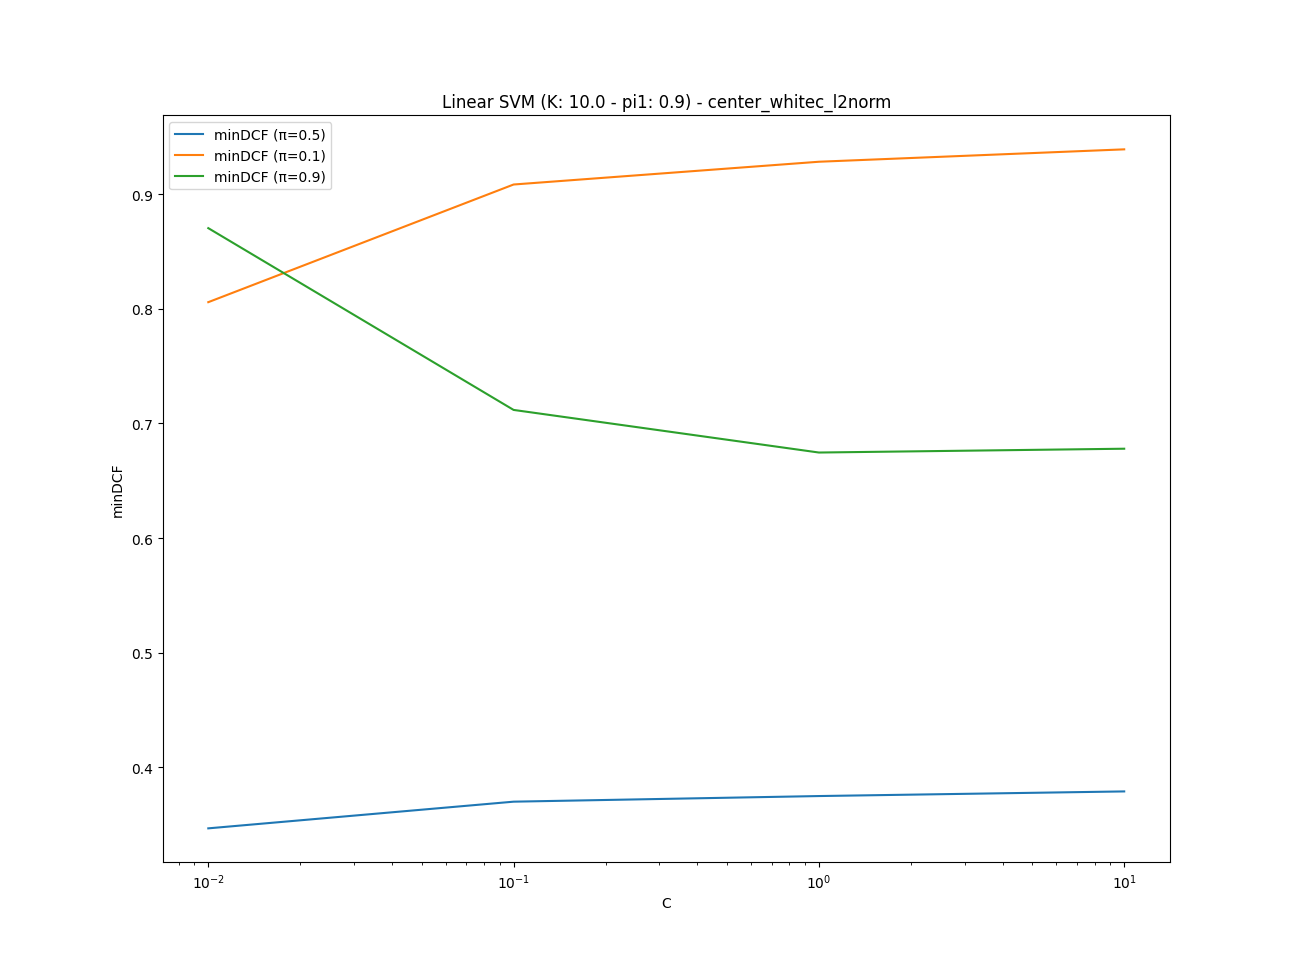 Linear SVM (K: 10.0 - pi1: 0.9) - center_whitec_l2norm
minDCF (π=0.5)
minDCF (π=0.1)
minDCF (π=0.9)
0.9
0.8
0.7
0.6
0.5
0.4
minDCF
10⁻² 10⁻¹ 10⁰ 10¹
C